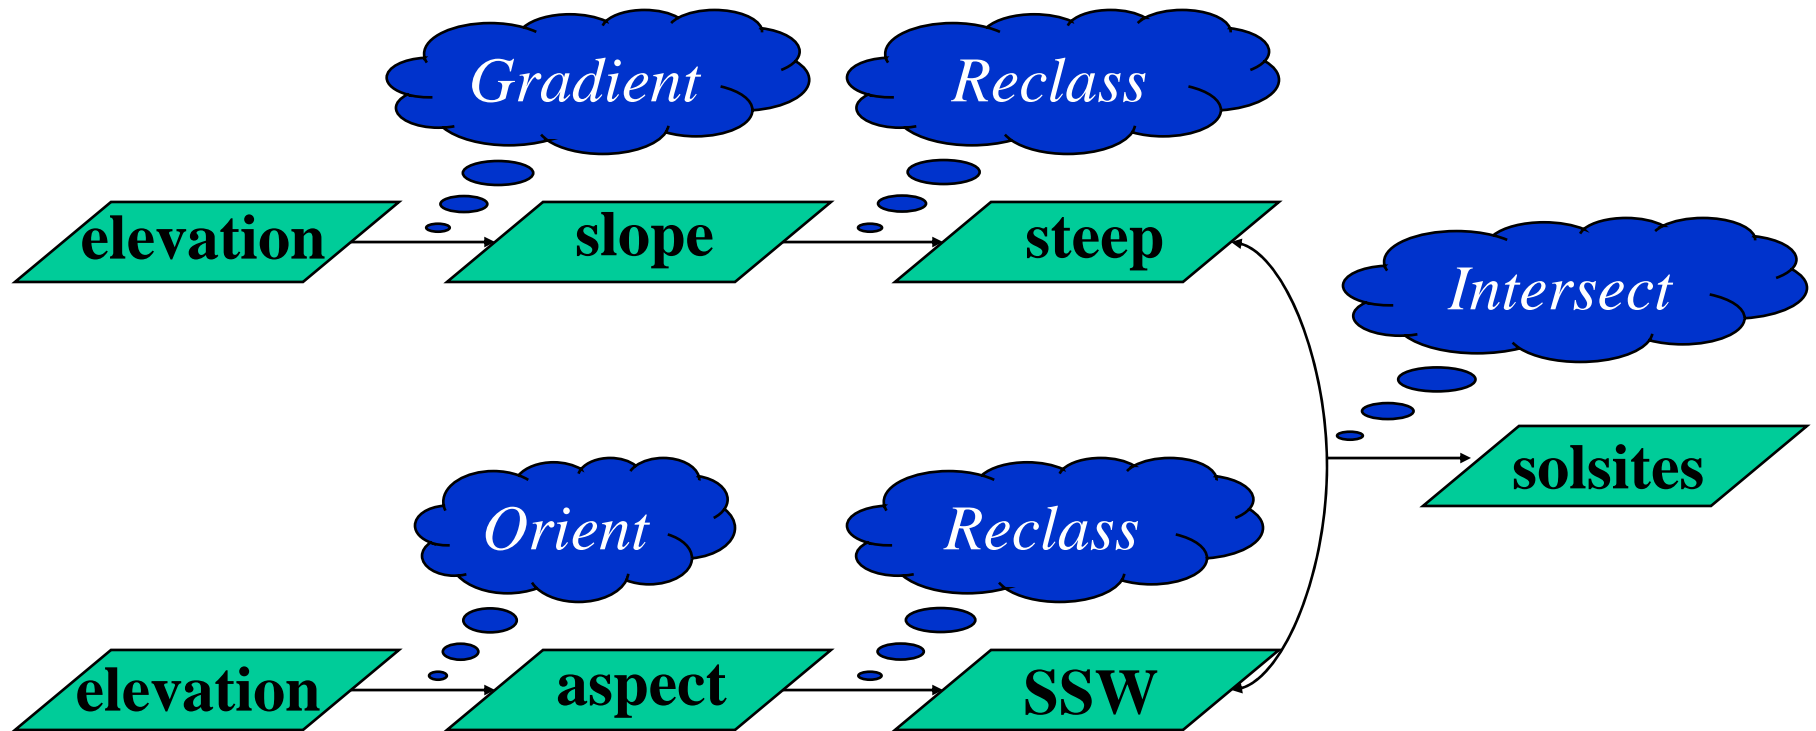 Gradient
Reclass
elevation
slope
steep
Intersect
solsites
Orient
Reclass
elevation
aspect
SSW